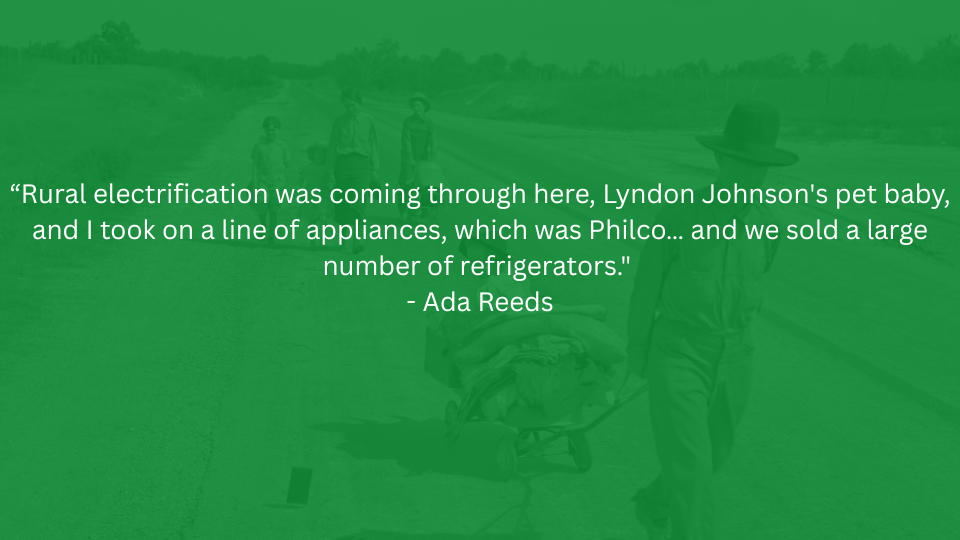 “Rural electrification was coming through here, Lyndon Johnson's pet baby,
and I took on a line of appliances, which was Philco... and we sold a large
number of refrigerators."
- Ada Reeds